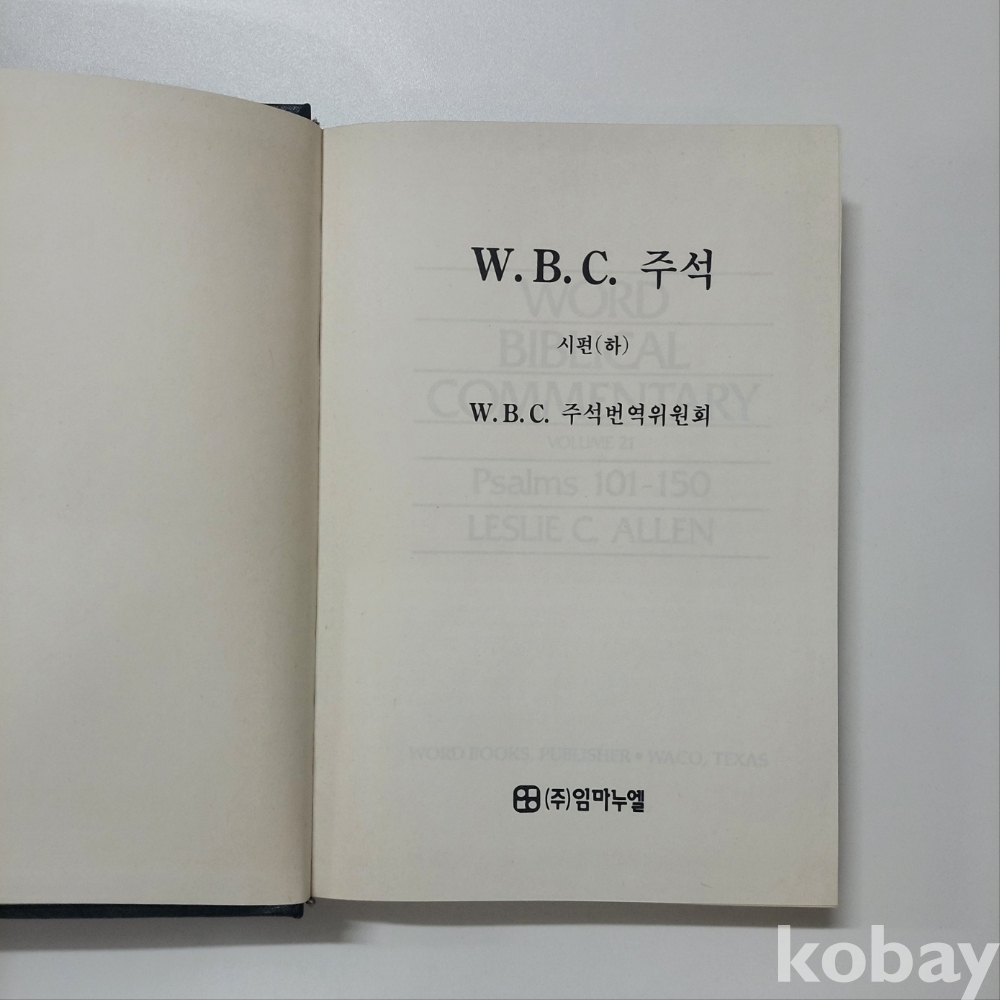 W. B. C. 주석
WORD
시편(하)
BIBLICAL
COMMENTARY
W. B. C. 주석번역위원회
VOLUME 21
Psalms 101-150
LESLIE C. ALLEN
WORD BOOKS, PUBLISHER • WACO, TEXAS
(주)임마누엘
kobay